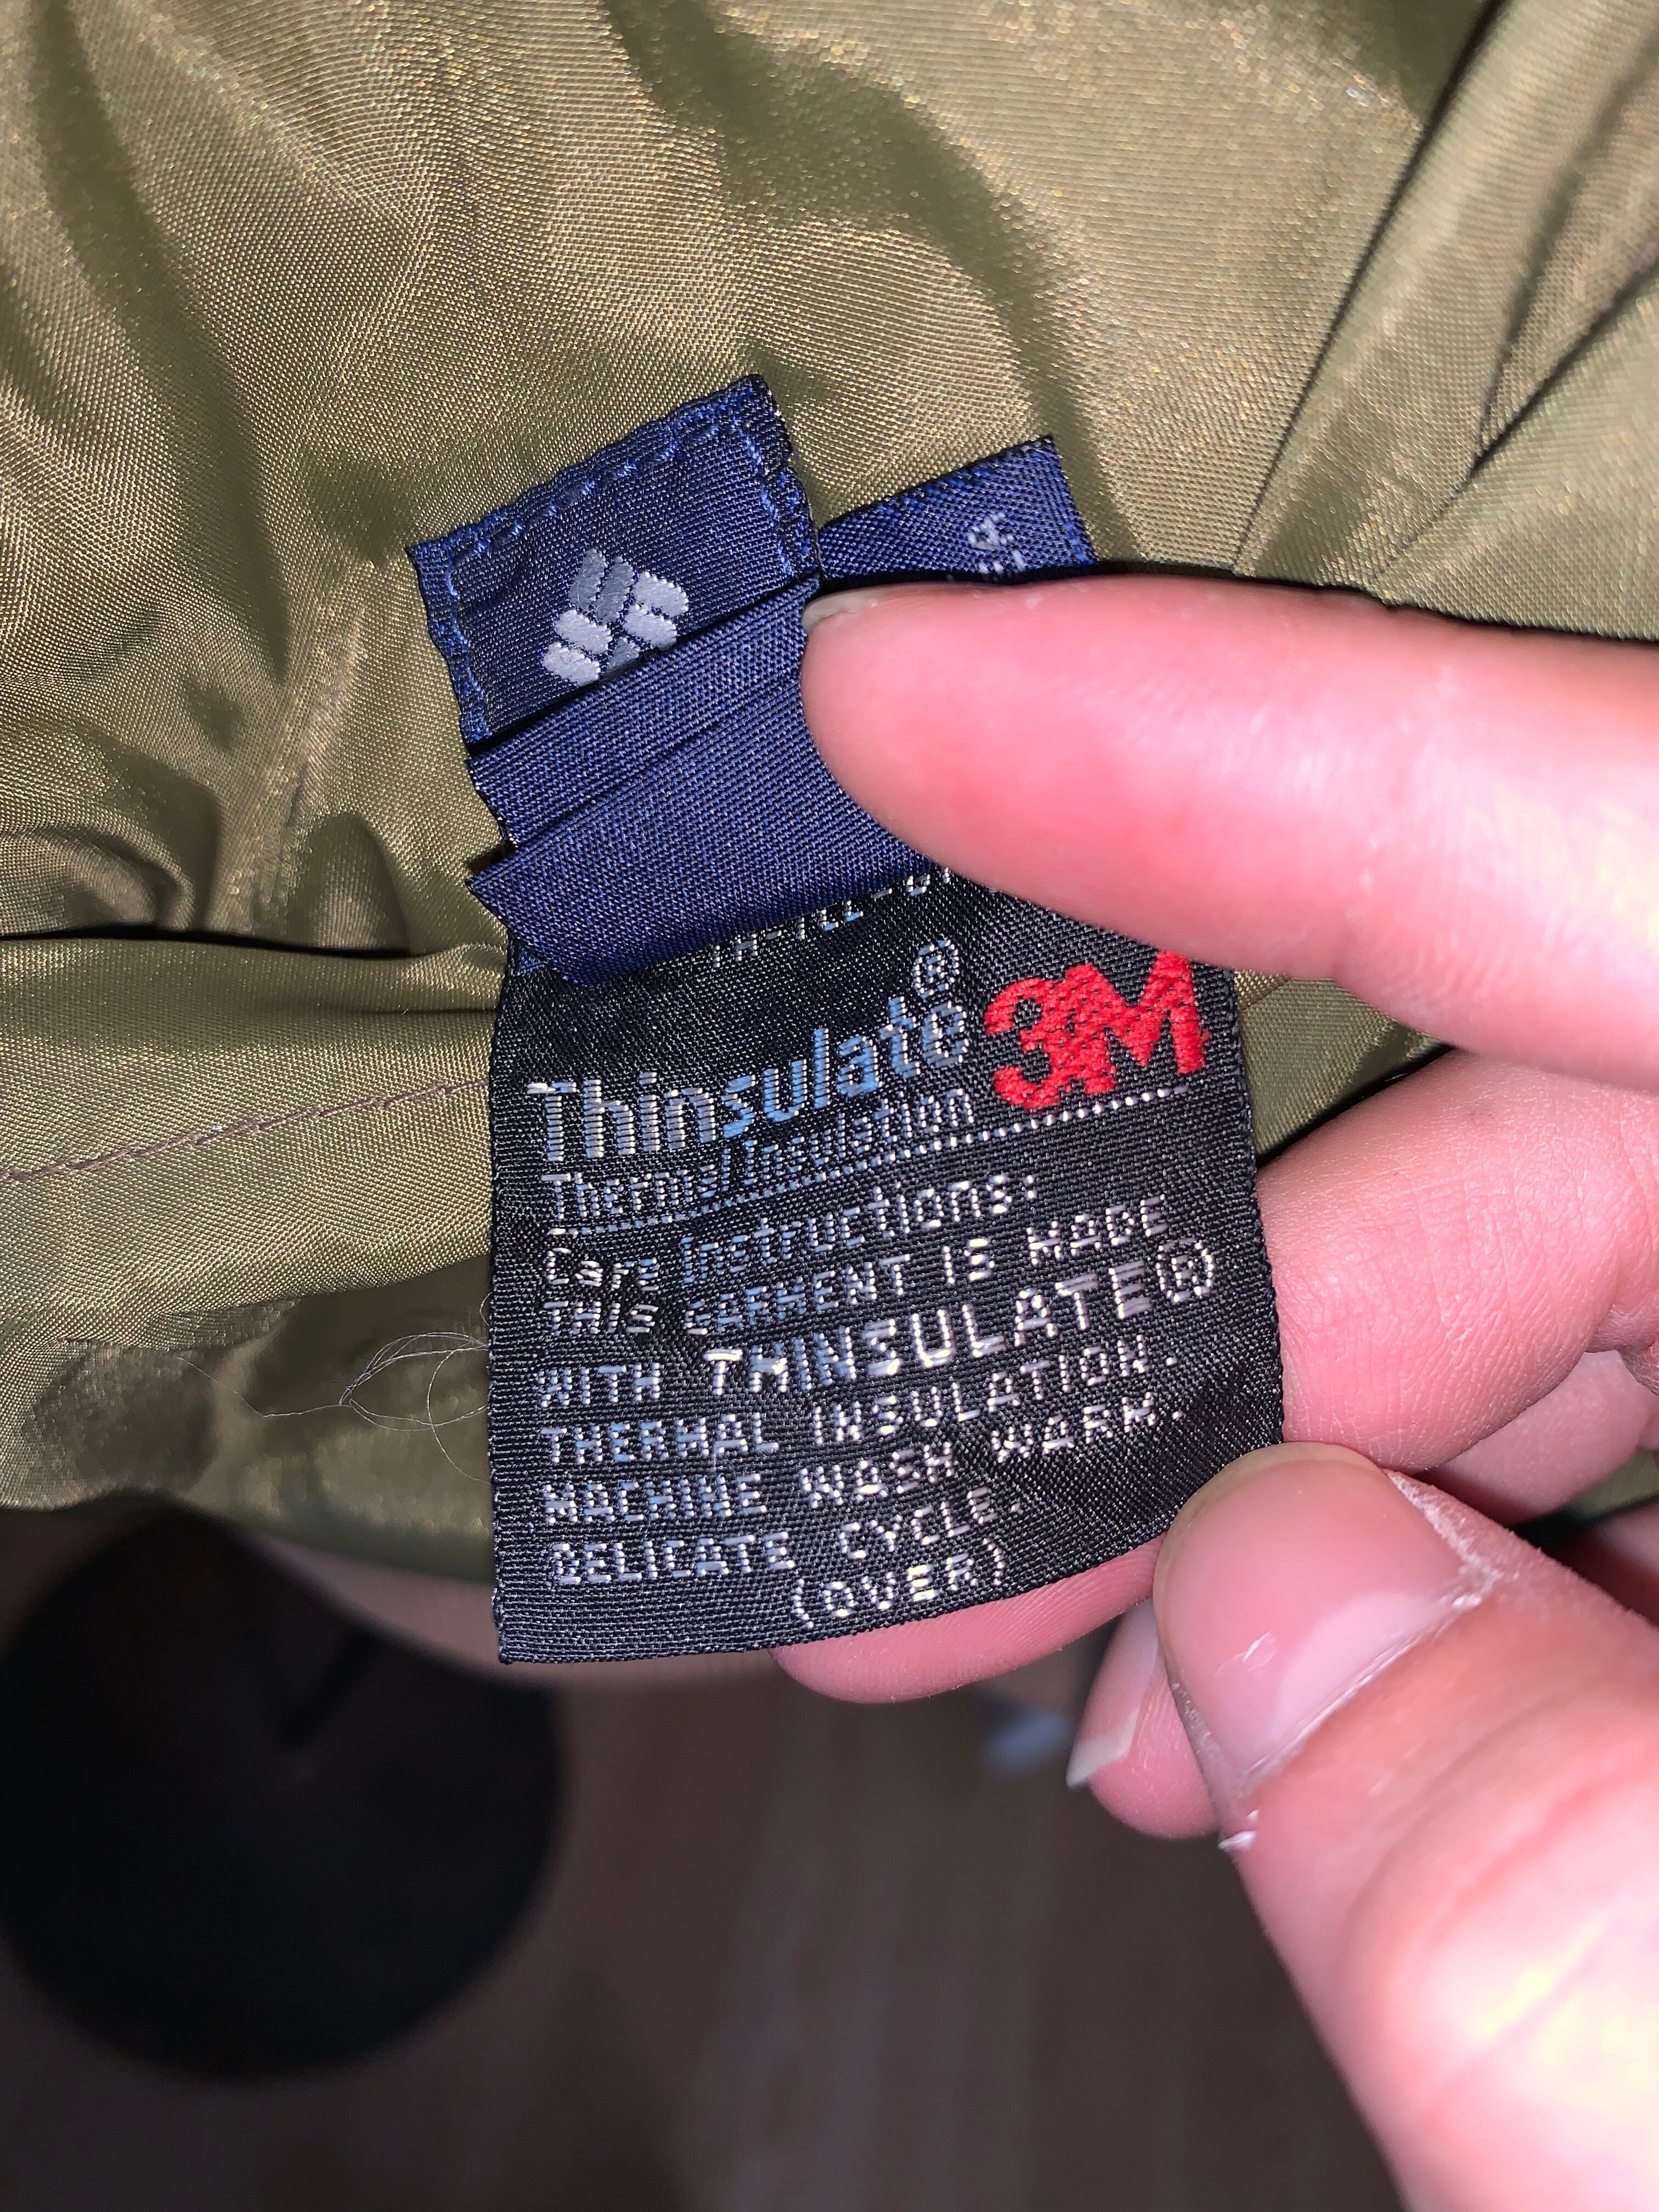 Thinsulate®
3M
Thermal Insulation
Care Instructions:
THIS GARMENT IS MADE
WITH THINSULATE®
THERMAL INSULATION.
MACHINE WASH WARM.
DELICATE CYCLE.
(OVER)